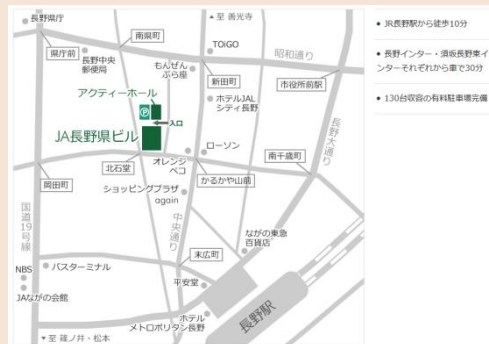 長野県庁
▲至 善光寺
南県町
TOiGO
昭和通り
県庁前
長野中央
郵便局
もんぜん
ぷら座
新田町
市役所前駅
アクティーホール
ホテルJAL
シティ長野
P
入口
JA長野県ビル
長野大通り
ローソン
オレンジ
ペコ
南千歳町
北石堂
かるかや山前
岡田町
ショッピングプラザ
again
中央通り
国道19号線
ながの東急
百貨店
末広町
NBS
バスターミナル
平安堂
JAながの会館
長野駅
ホテル
メトロポリタン長野
▼至 篠ノ井・松本
• JR長野駅から徒歩10分
• 長野インター・須坂長野東イ
ンターそれぞれから車で30分
• 130台収容の有料駐車場完備